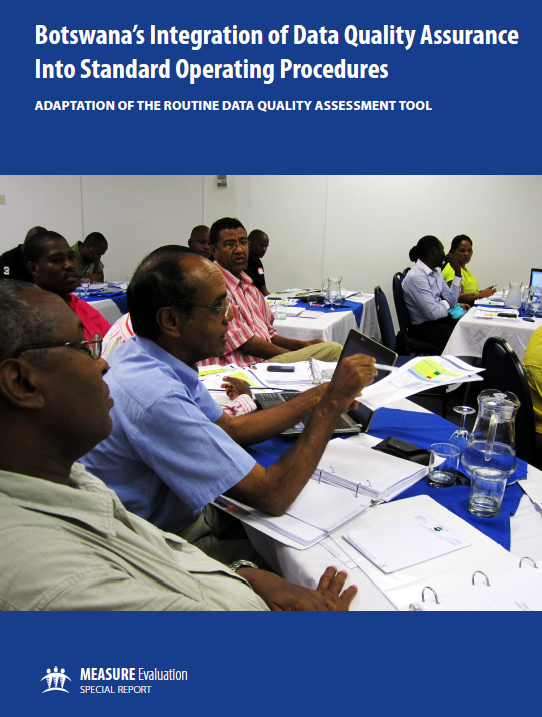 Botswana's Integration of Data Quality Assurance
Into Standard Operating Procedures
ADAPTATION OF THE ROUTINE DATA QUALITY ASSESSMENT TOOL
3
MEASURE Evaluation
SPECIAL REPORT